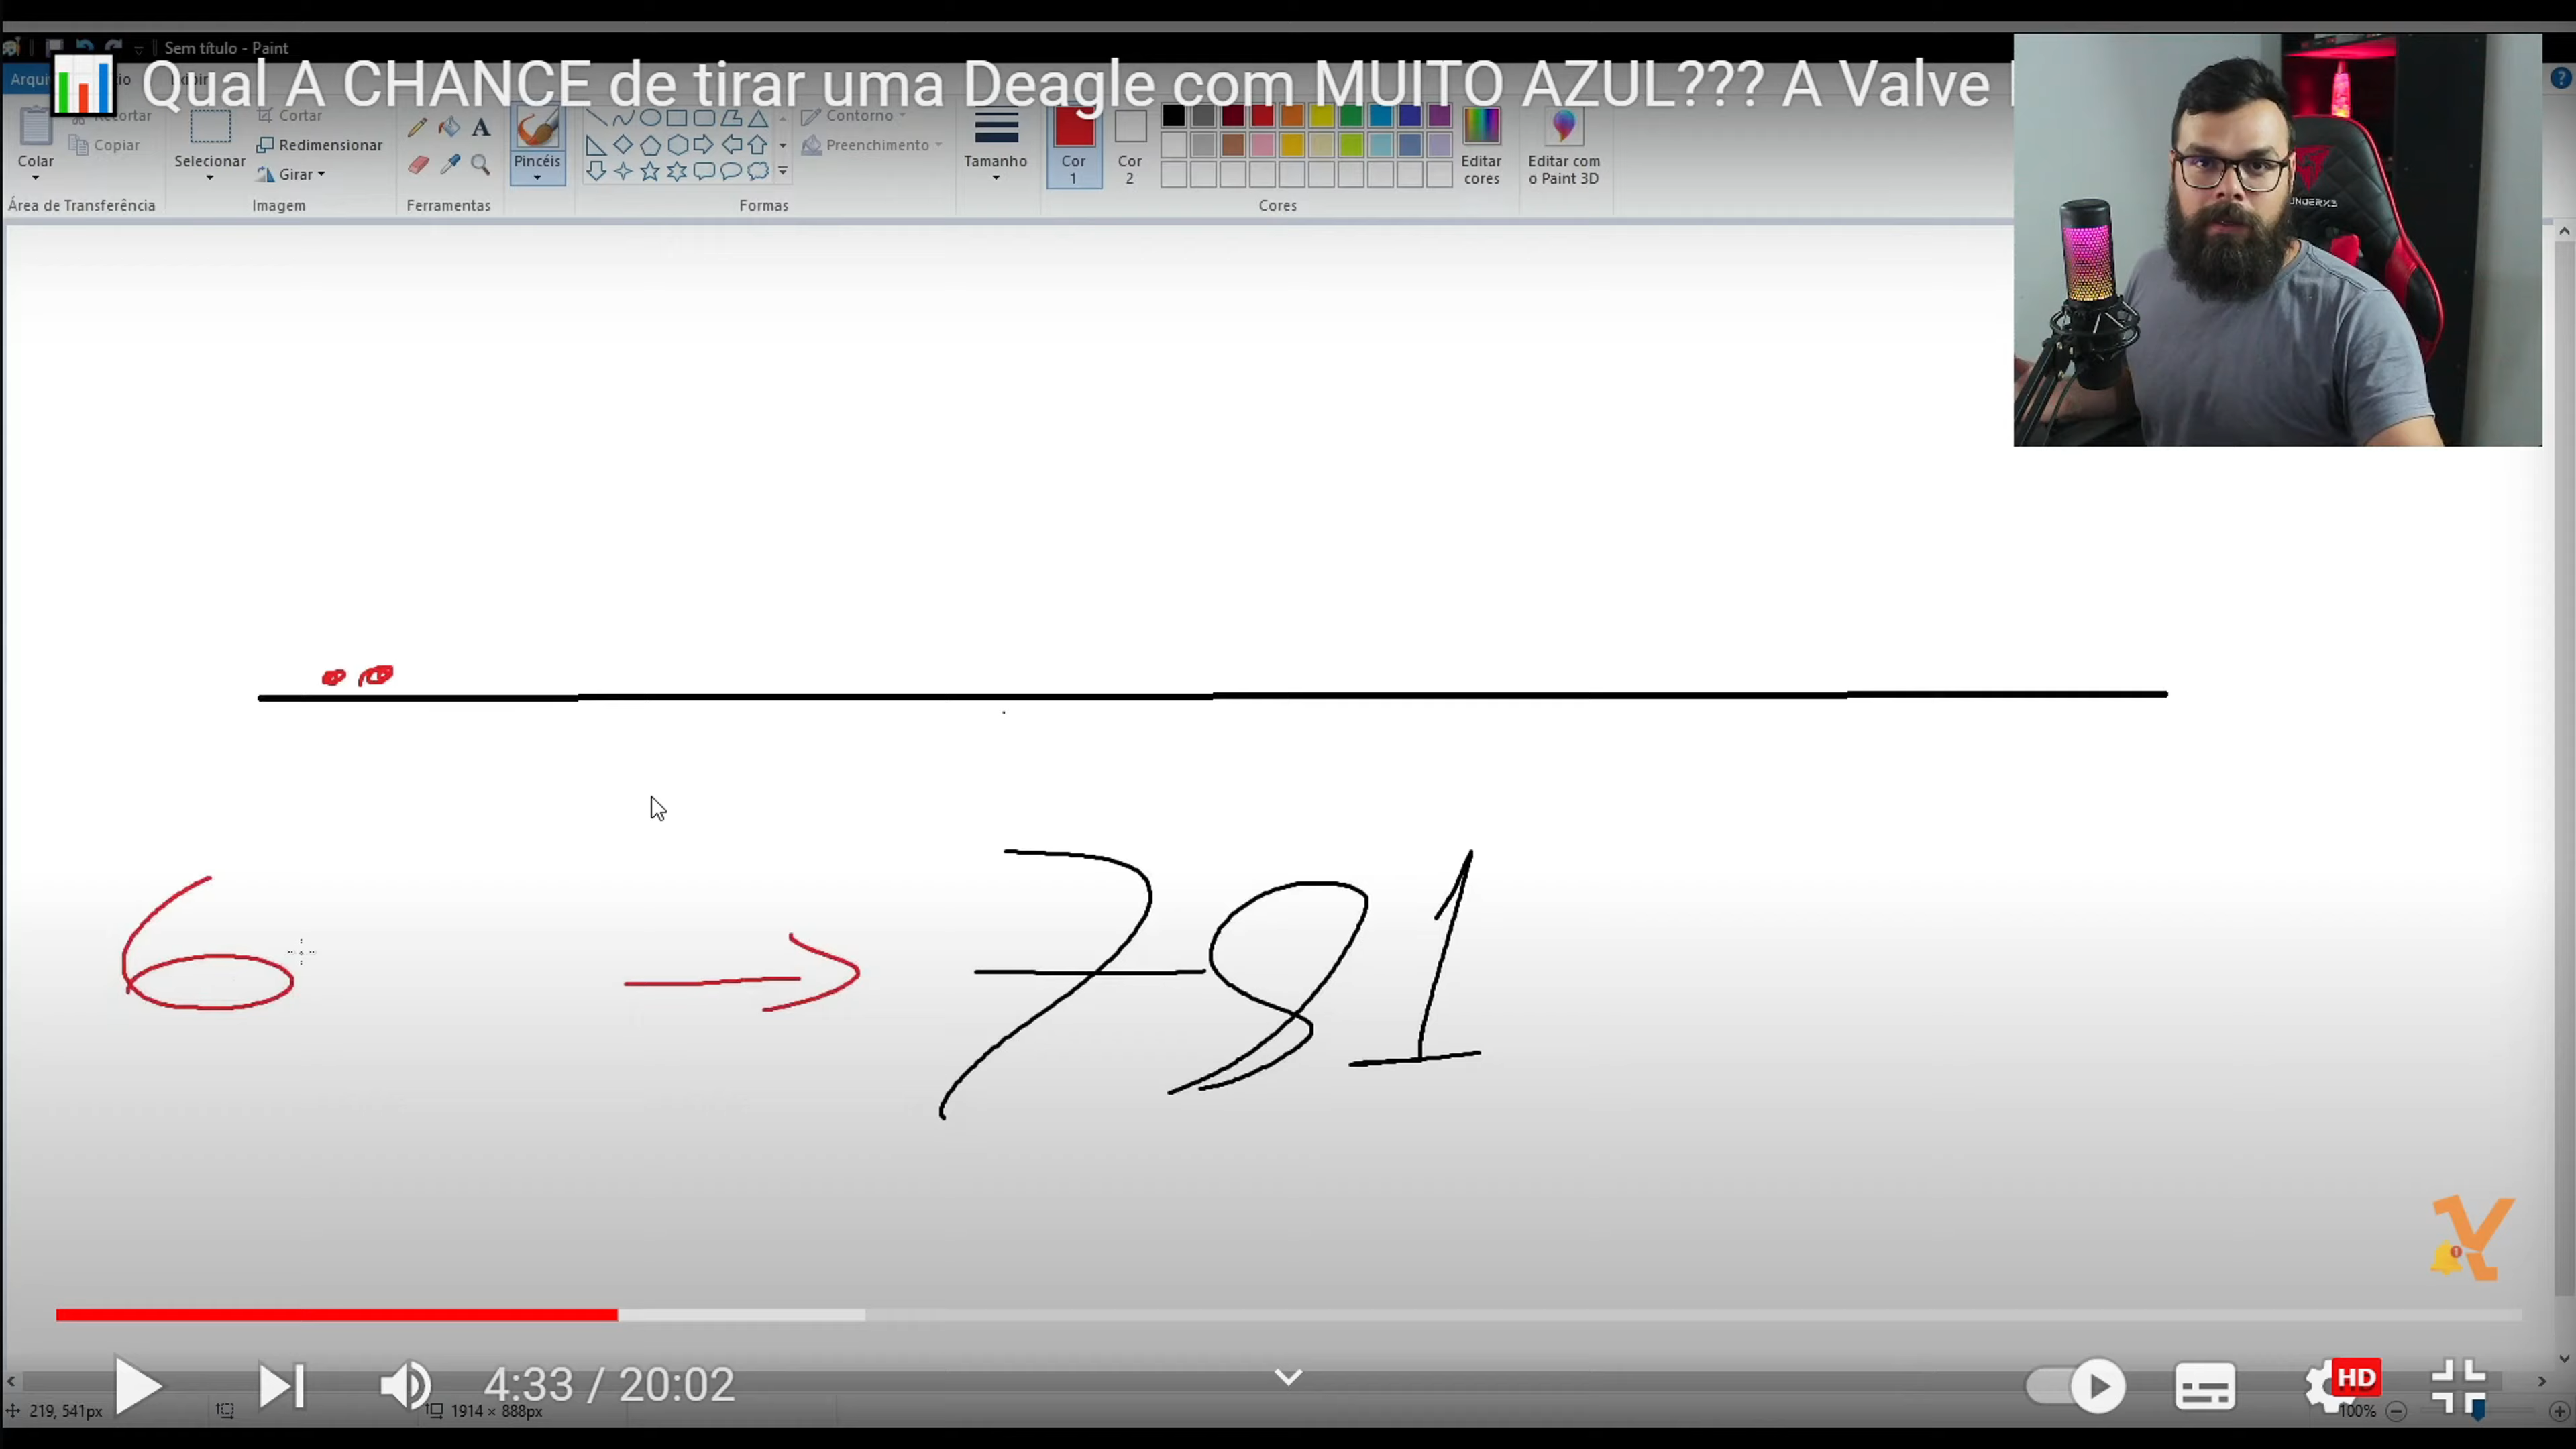 Sem título - Paint
Qual A CHANCE de tirar uma Deagle com MUITO AZUL??? A Valve
Colar
Recortar
Copiar
Área de Transferência
Selecionar
Cortar
Redimensionar
Girar
Imagem
A
Ferramentas
Pincéis
Contorno
Preenchimento
Formas
Tamanho
Cor
1
Cor
2
Editar
cores
Editar com
o Paint 3D
Cores
6 → 781
4:33 / 20:02
HD
219, 541px
1914 × 888px
100%